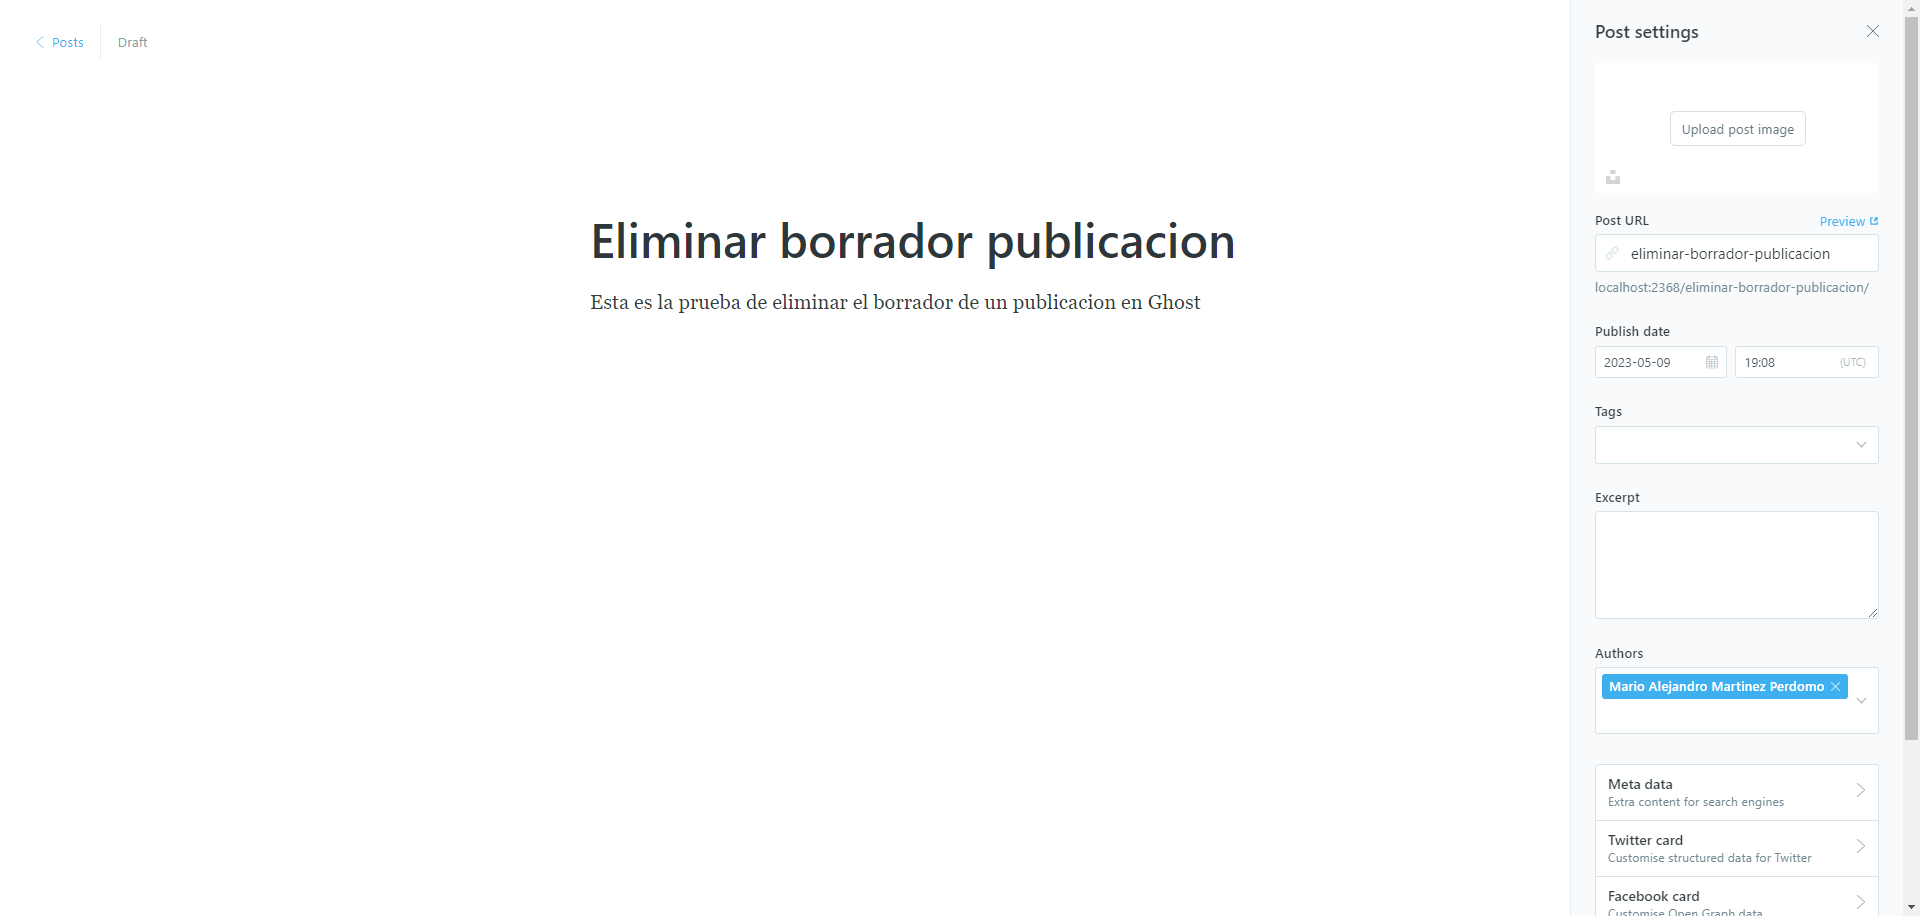 Posts
Draft
Eliminar borrador publicacion
Esta es la prueba de eliminar el borrador de un publicacion en Ghost
Post settings
Upload post image
Post URL
Preview
eliminar-borrador-publicacion
localhost:2368/eliminar-borrador-publicacion/
Publish date
2023-05-09
19:08
(UTC)
Tags
Excerpt
Authors
Mario Alejandro Martinez Perdomo
Meta data
Extra content for search engines
Twitter card
Customise structured data for Twitter
Facebook card
Customise Open Graph data